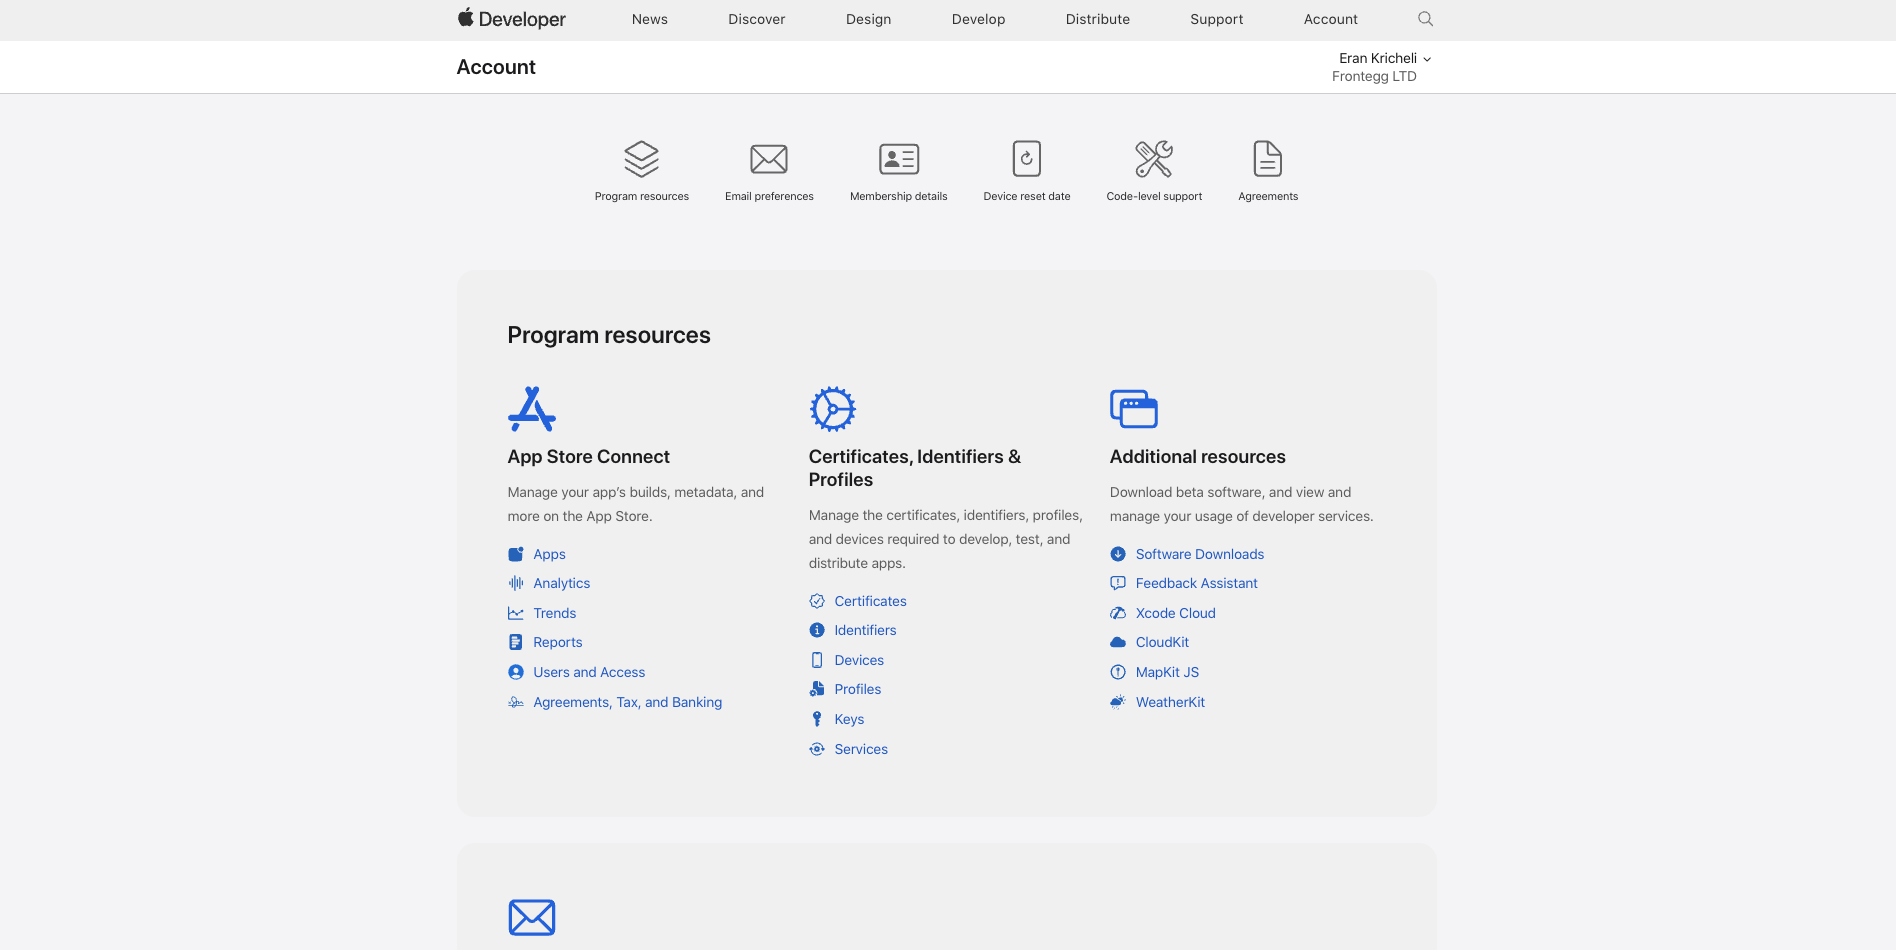 Developer
News
Discover
Design
Develop
Distribute
Support
Account
Account
Eran Kricheli
Frontegg LTD
Program resources
Email preferences
Membership details
Device reset date
Code-level support
Agreements
Program resources
App Store Connect
Manage your app’s builds, metadata, and
more on the App Store.
Apps
Analytics
Trends
Reports
Users and Access
Agreements, Tax, and Banking
Certificates, Identifiers &
Profiles
Manage the certificates, identifiers, profiles,
and devices required to develop, test, and
distribute apps.
Certificates
Identifiers
Devices
Profiles
Keys
Services
Additional resources
Download beta software, and view and
manage your usage of developer services.
Software Downloads
Feedback Assistant
Xcode Cloud
CloudKit
MapKit JS
WeatherKit